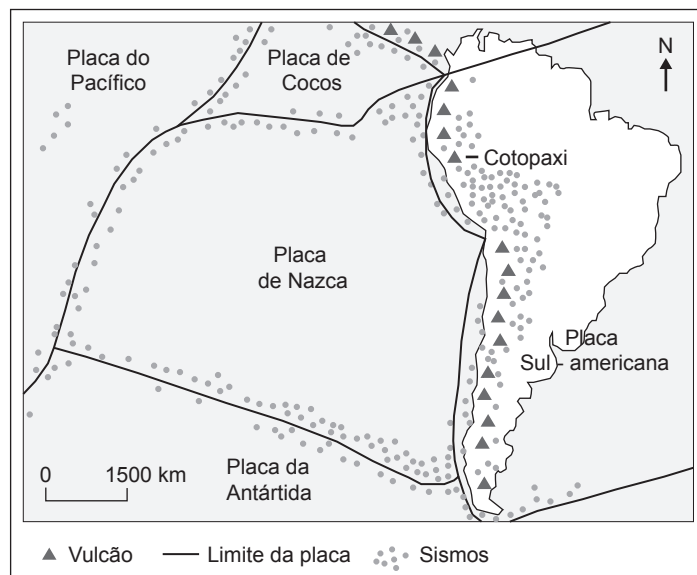 Placa do
Pacífico
Placa de
Cocos
N
Cotopaxi
Placa
de Nazca
Placa
Sul - americana
Placa da
Antártida
0 1500 km
Vulcão Limite da placa Sismos